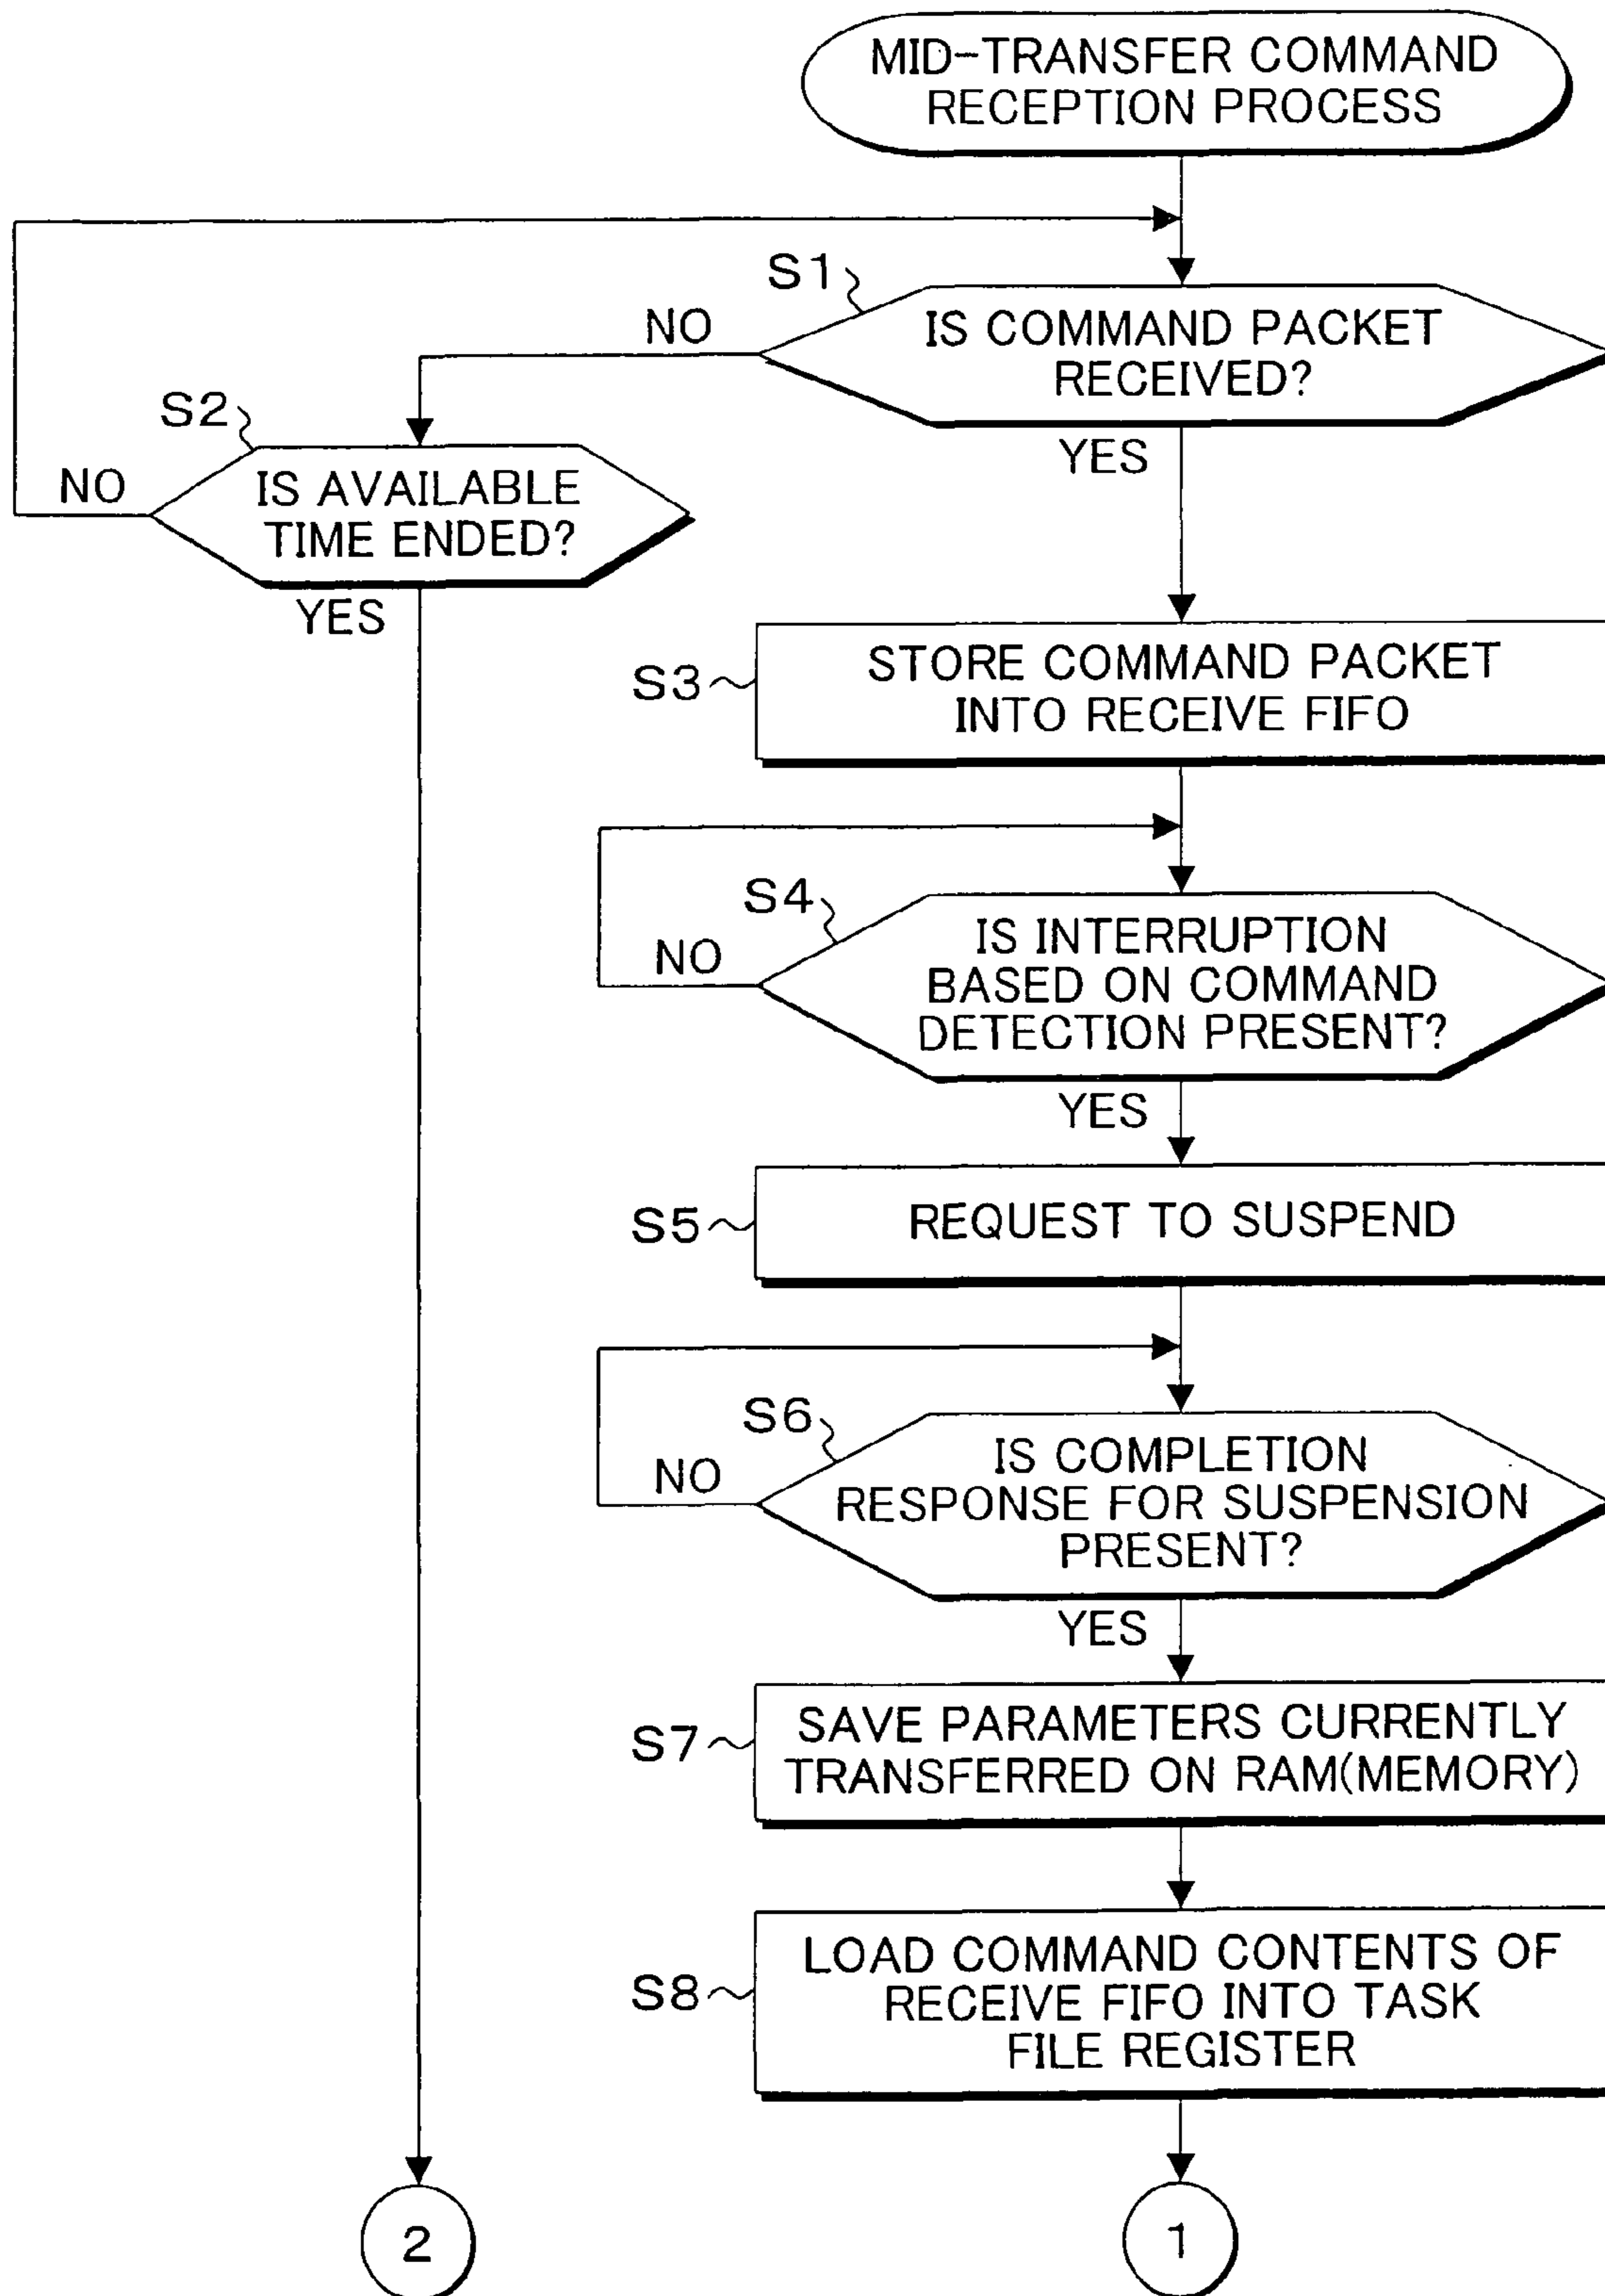 MID-TRANSFER COMMAND
RECEPTION PROCESS
S1
IS COMMAND PACKET
RECEIVED?
NO
YES
S2
IS AVAILABLE
TIME ENDED?
NO
YES
S3
STORE COMMAND PACKET
INTO RECEIVE FIFO
S4
IS INTERRUPTION
BASED ON COMMAND
DETECTION PRESENT?
NO
YES
S5
REQUEST TO SUSPEND
S6
IS COMPLETION
RESPONSE FOR SUSPENSION
PRESENT?
NO
YES
S7
SAVE PARAMETERS CURRENTLY
TRANSFERRED ON RAM(MEMORY)
S8
LOAD COMMAND CONTENTS OF
RECEIVE FIFO INTO TASK
FILE REGISTER
2
1